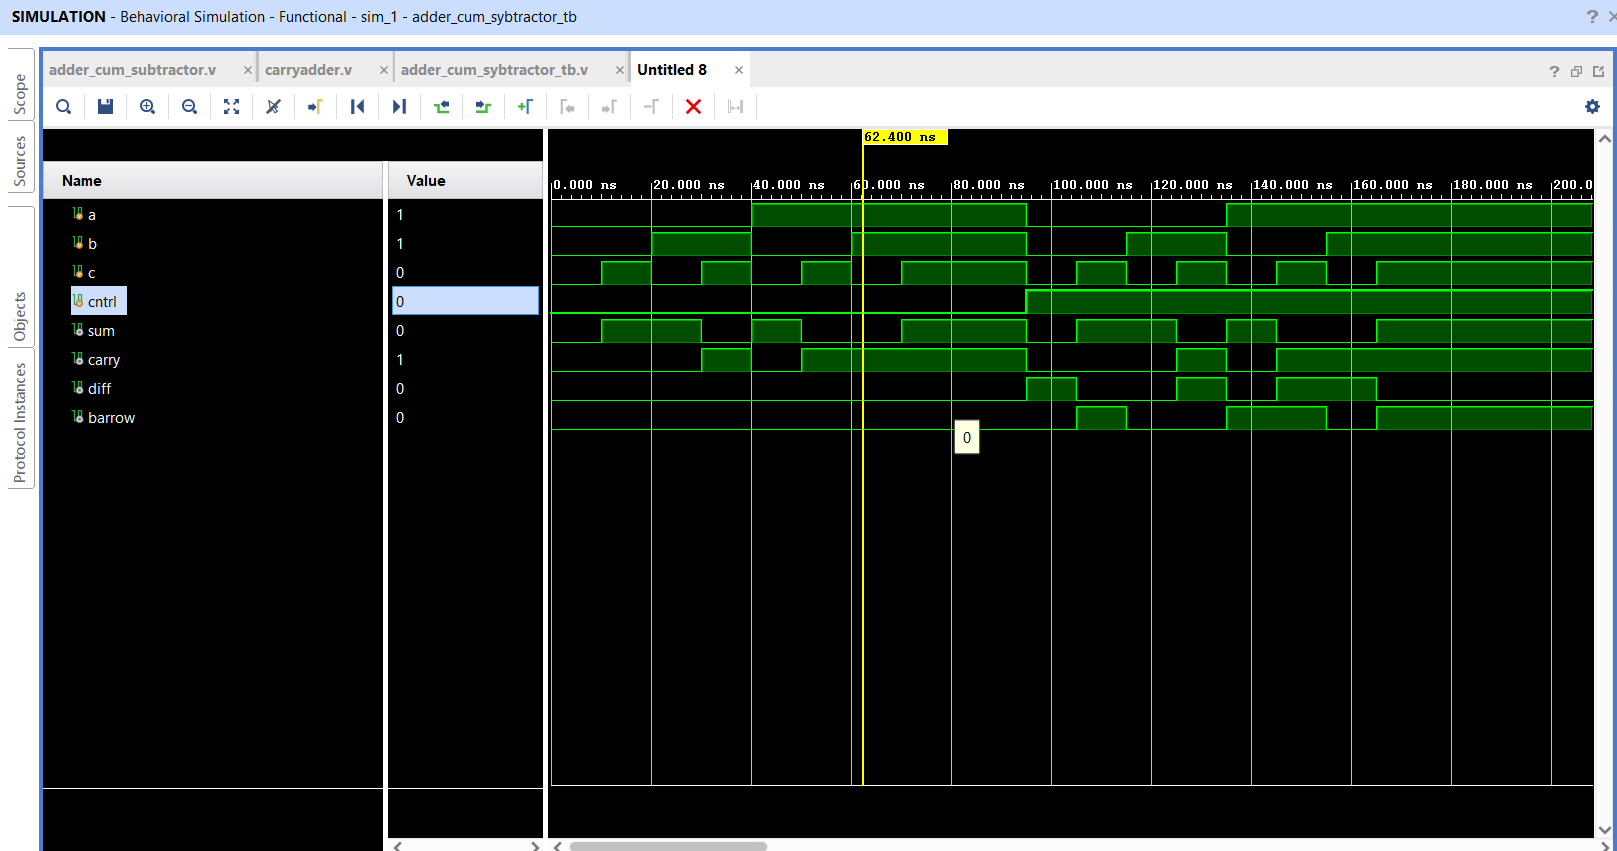 SIMULATION - Behavioral Simulation - Functional - sim_1 - adder_cum_sybtractor_tb
adder_cum_subtractor.v
carryadder.v
adder_cum_sybtractor_tb.v
Untitled 8
Scope
Sources
Objects
Protocol Instances
62.400 ns
Name
Value
0.000 ns
20.000 ns
40.000 ns
60.000 ns
80.000 ns
100.000 ns
120.000 ns
140.000 ns
160.000 ns
180.000 ns
200.0
a 1
b 1
c 0
cntrl 0
sum 0
carry 1
diff 0
barrow 0
0